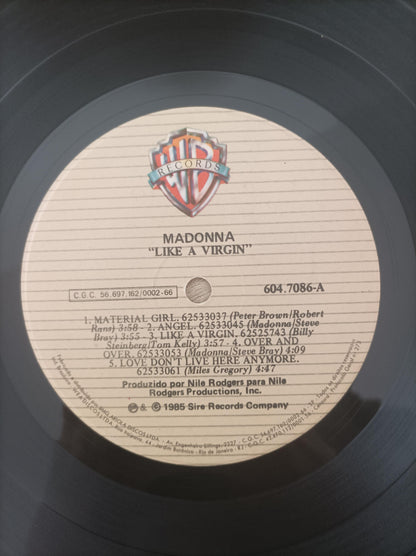 WB
RECORDS
MADONNA
"LIKE A VIRGIN"
C.G.C. 56.697.162/0002-66
604.7086-A
1. MATERIAL GIRL. 62533037 (Peter Brown/Robert
Rans) 3:58 - 2. ANGEL. 62533045 (Madonna/Steve
Bray) 3:55 - 3. LIKE A VIRGIN. 62525743 (Billy
Steinberg/Tom Kelly) 3:35 - 4. OVER AND
OVER. 62533053 (Madonna/Steve Bray) 4:09
5. LOVE DON'T LIVE HERE ANYMORE.
62533061 (Miles Gregory) 4:47
Produzido por Nile Rodgers para Nile
Rodgers Productions, Inc.
℗ & © 1985 Sire Records Company